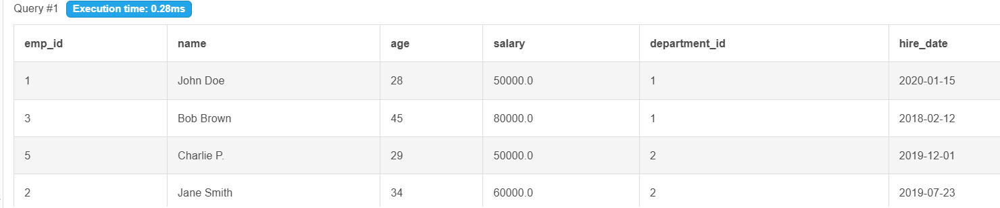 Query #1 Execution time: 0.28ms
emp_id name age salary department_id hire_date
1 John Doe 28 50000.0 1 2020-01-15
3 Bob Brown 45 80000.0 1 2018-02-12
5 Charlie P. 29 50000.0 2 2019-12-01
2 Jane Smith 34 60000.0 2 2019-07-23